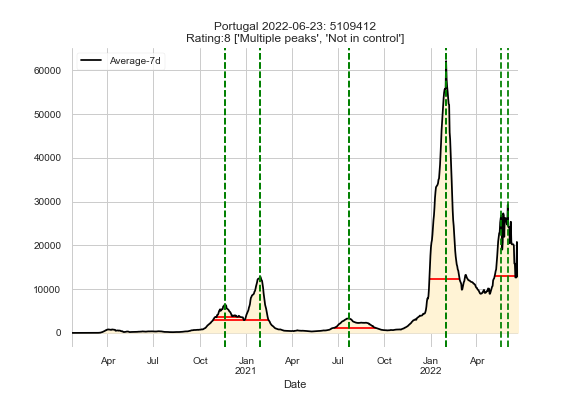 Portugal 2022-06-23: 5109412
Rating:8 ['Multiple peaks', 'Not in control']
Average-7d
60000
50000
40000
30000
20000
10000
0
Apr Jul Oct Jan Apr Jul Oct Jan Apr
2021 2022
Date